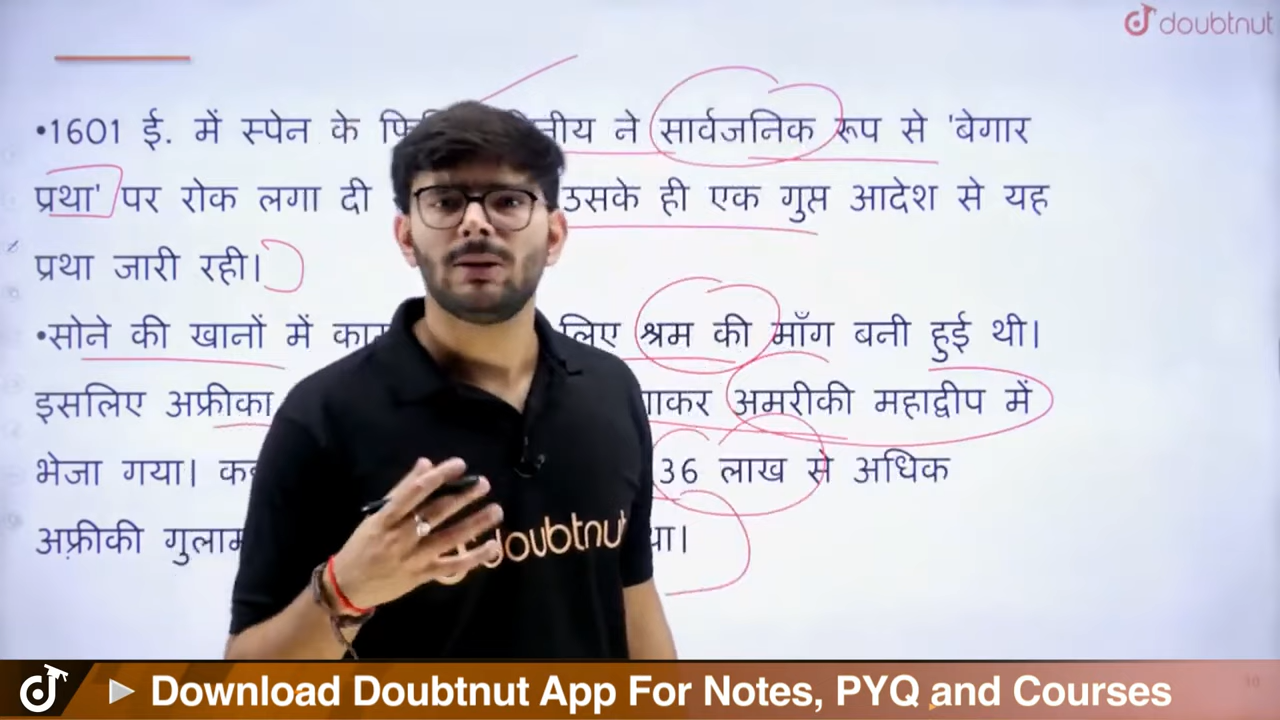 doubtnut
•1601 ई. में स्पेन के ने सार्वजनिक रूप से 'बेगार
प्रथा' पर रोक लगा दी उसके ही एक गुप्त आदेश से यह
प्रथा जारी रही।
•सोने की खानों में लिए श्रम की माँग बनी हुई थी।
इसलिए अफ्रीका अमरीकी महाद्वीप में
भेजा गया। 36 लाख से अधिक
अफ़्रीकी
doubtnut
Download Doubtnut App For Notes, PYQ and Courses